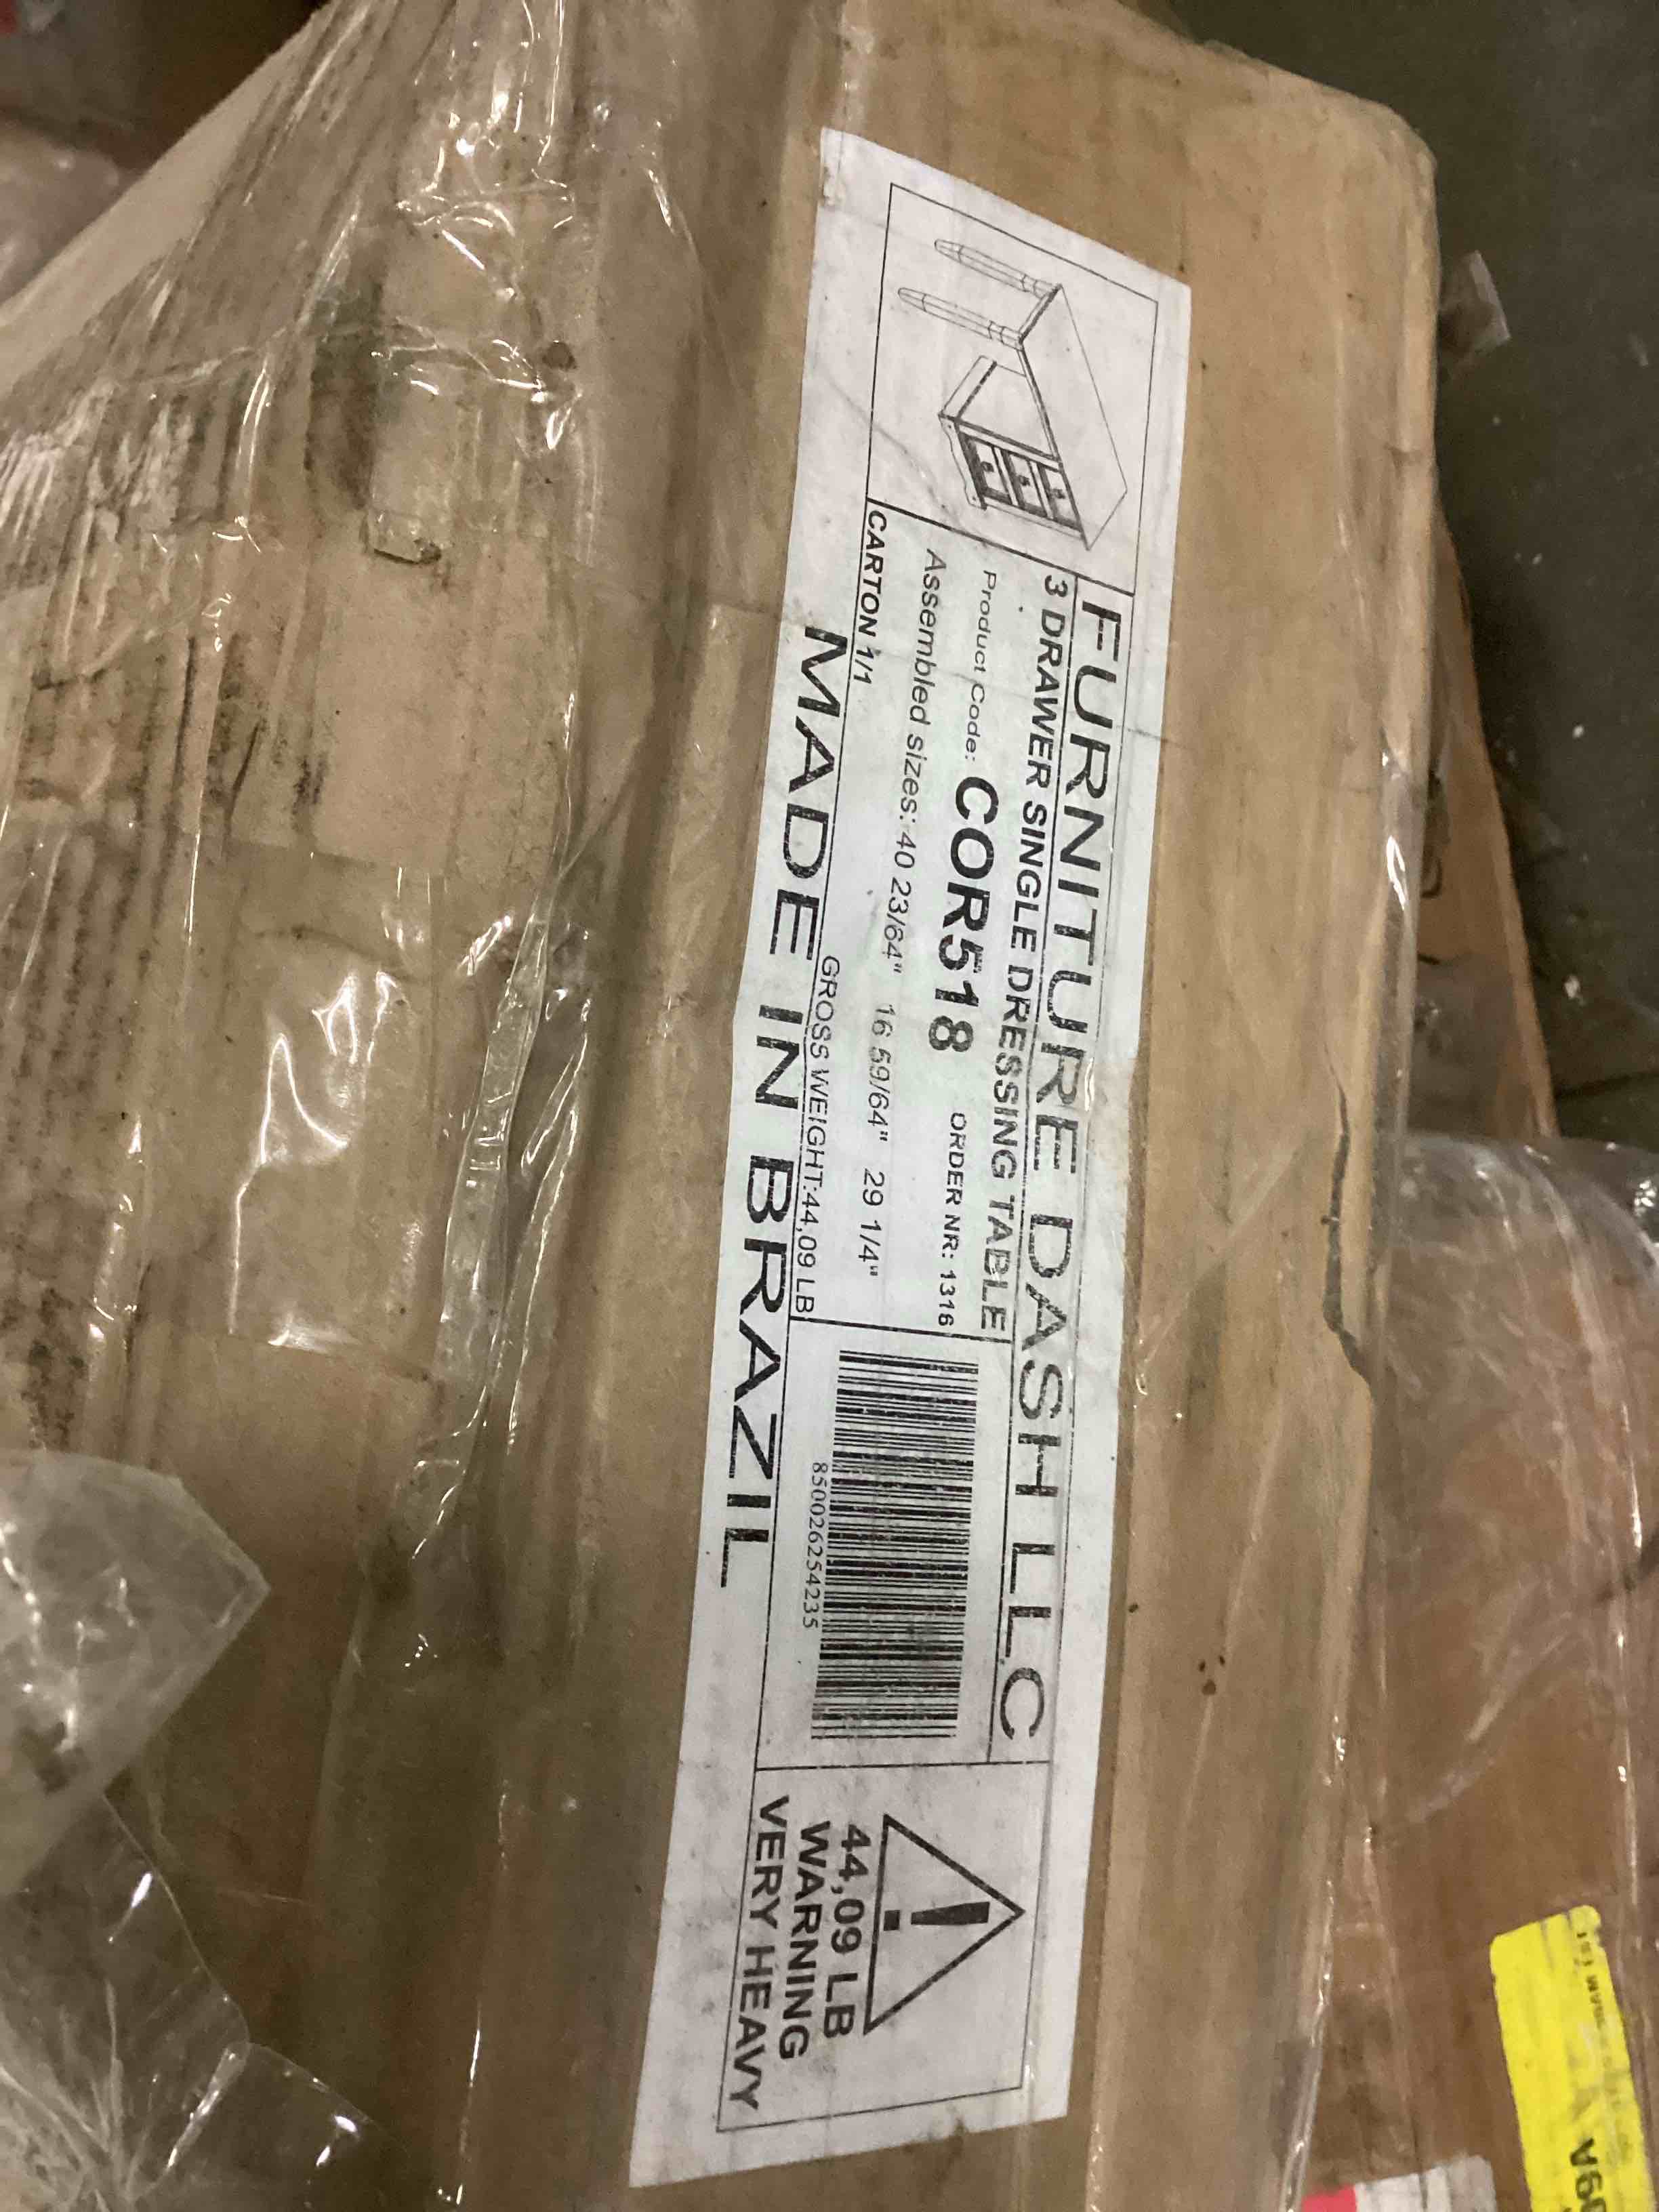 FURNITURE DASH LLC
3 DRAWER SINGLE DRESSING TABLE
Product Code: COR518 ORDER NR: 1316
Assembled sizes: 40 23/64" 16 59/64" 29 1/4"
CARTON 1/1 GROSS WEIGHT:44,09 LB
850026254235
MADE IN BRAZIL
44,09 LB
WARNING
VERY HEAVY